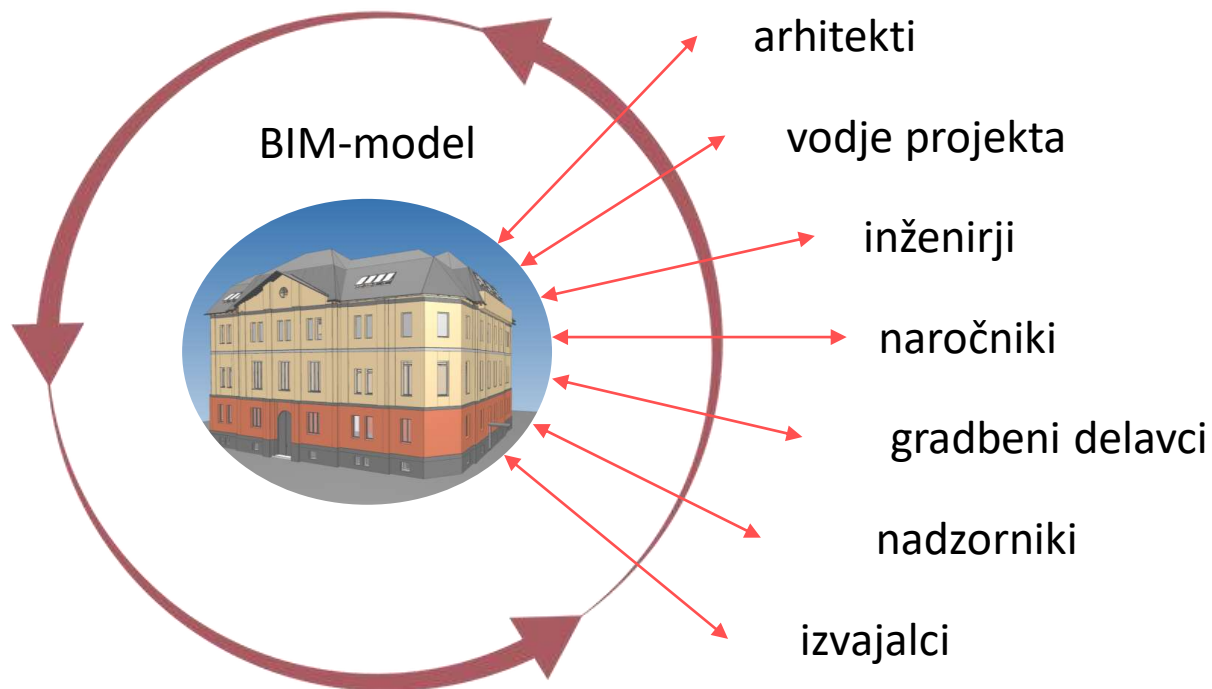 arhitekti
BIM-model
vodje projekta
inženirji
naročniki
gradbeni delavci
nadzorniki
izvajalci